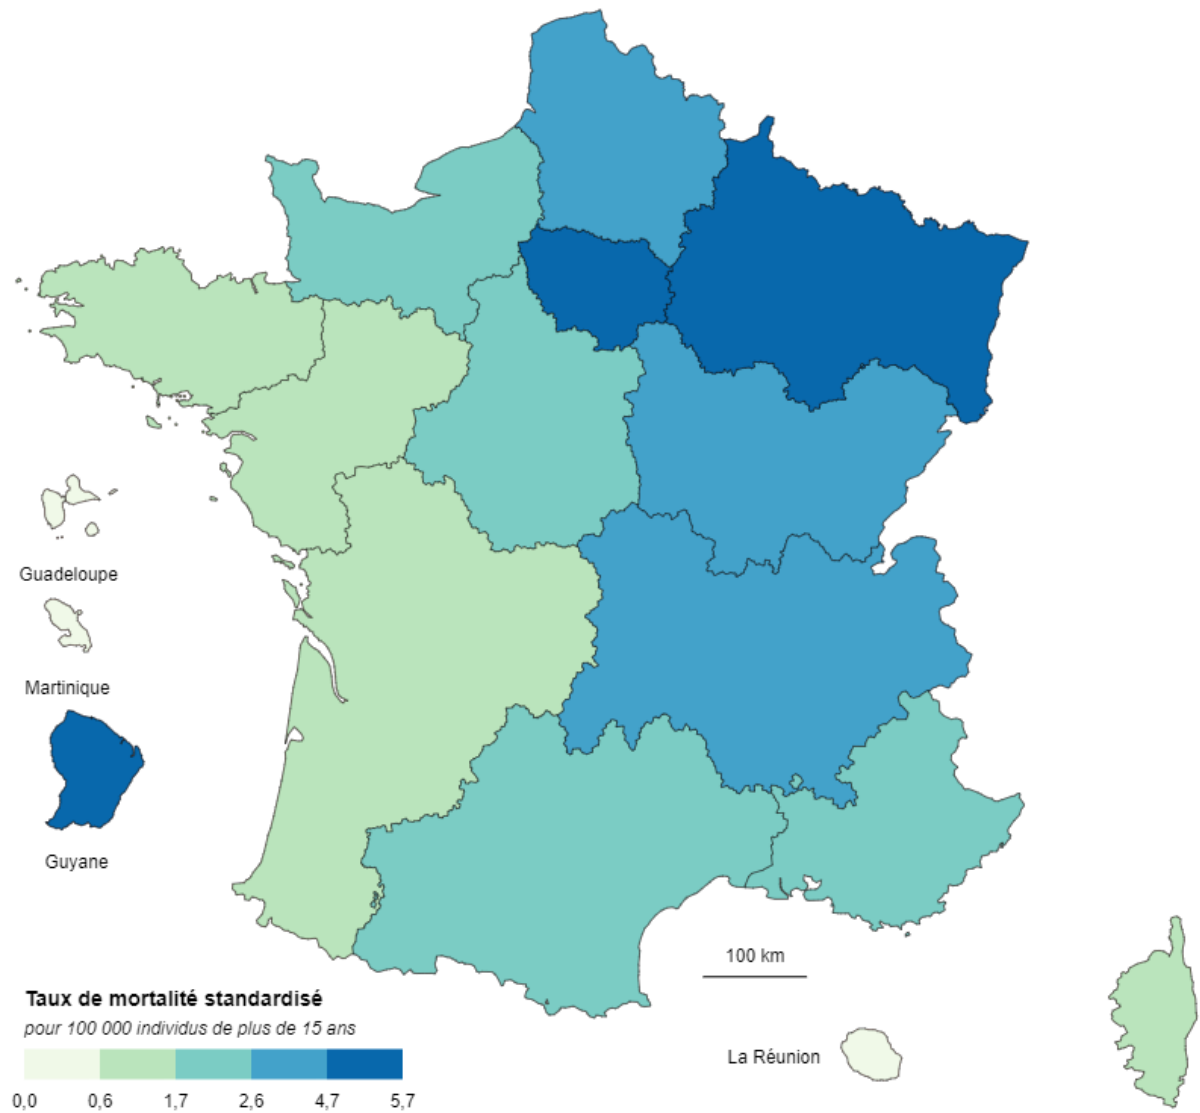 Guadeloupe
Martinique
Guyane
100 km
Taux de mortalité standardisé
pour 100 000 individus de plus de 15 ans
La Réunion
0,0 0,6 1,7 2,6 4,7 5,7